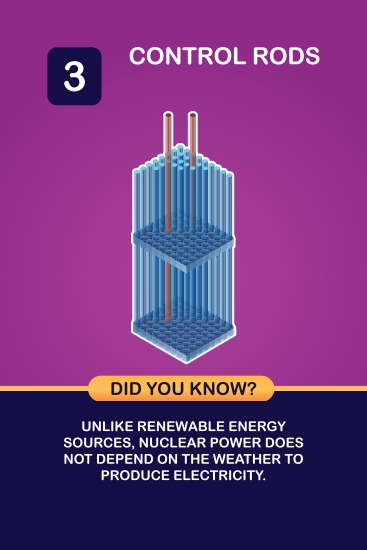 3
CONTROL RODS
DID YOU KNOW?
UNLIKE RENEWABLE ENERGY
SOURCES, NUCLEAR POWER DOES
NOT DEPEND ON THE WEATHER TO
PRODUCE ELECTRICITY.